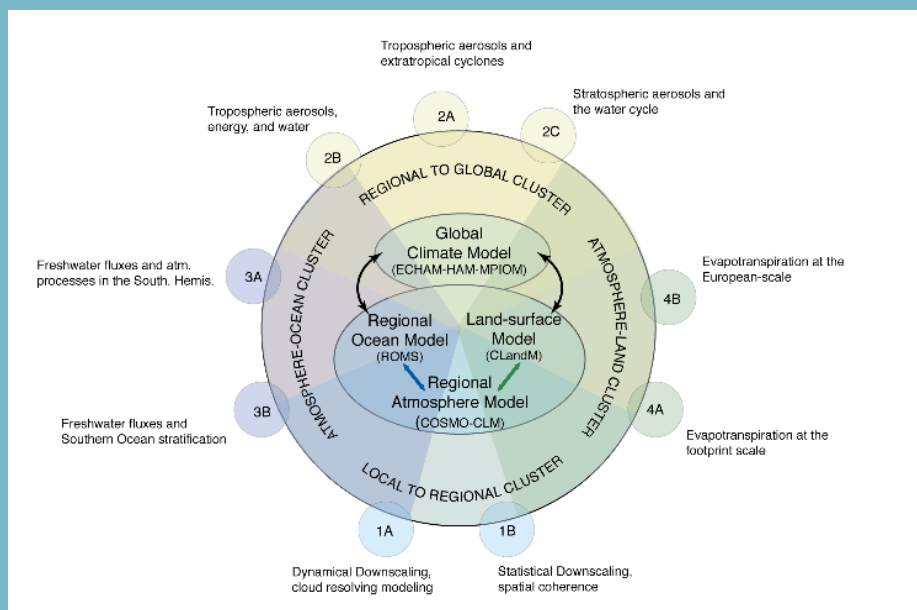 Tropospheric aerosols and
extratropical cyclones
2A
Stratospheric aerosols and
the water cycle
2C
Tropospheric aerosols,
energy, and water
2B
REGIONAL TO GLOBAL CLUSTER
Global
Climate Model
(ECHAM-HAM-MPIOM)
Freshwater fluxes and atm.
processes in the South. Hemis.
3A
ATMOSPHERE-OCEAN CLUSTER
ATMOSPHERE-LAND CLUSTER
Evapotranspiration at the
European-scale
4B
Regional
Ocean Model
(ROMS)
Land-surface
Model
(CLandM)
Regional
Atmosphere Model
(COSMO-CLM)
Freshwater fluxes and
Southern Ocean stratification
3B
4A
Evapotranspiration at the
footprint scale
LOCAL TO REGIONAL CLUSTER
1A
1B
Dynamical Downscaling,
cloud resolving modeling
Statistical Downscaling,
spatial coherence